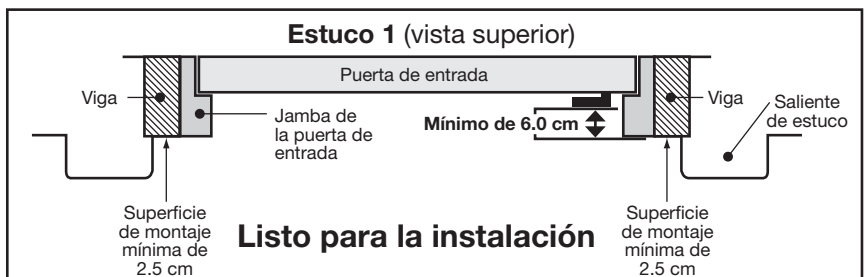 Estuco 1 (vista superior)
Puerta de entrada
Viga
Jamba de
la puerta de
entrada
Mínimo de 6.0 cm
Viga
Saliente
de estuco
Superficie
de montaje
mínima de
2.5 cm
Listo para la instalación
Superficie
de montaje
mínima de
2.5 cm